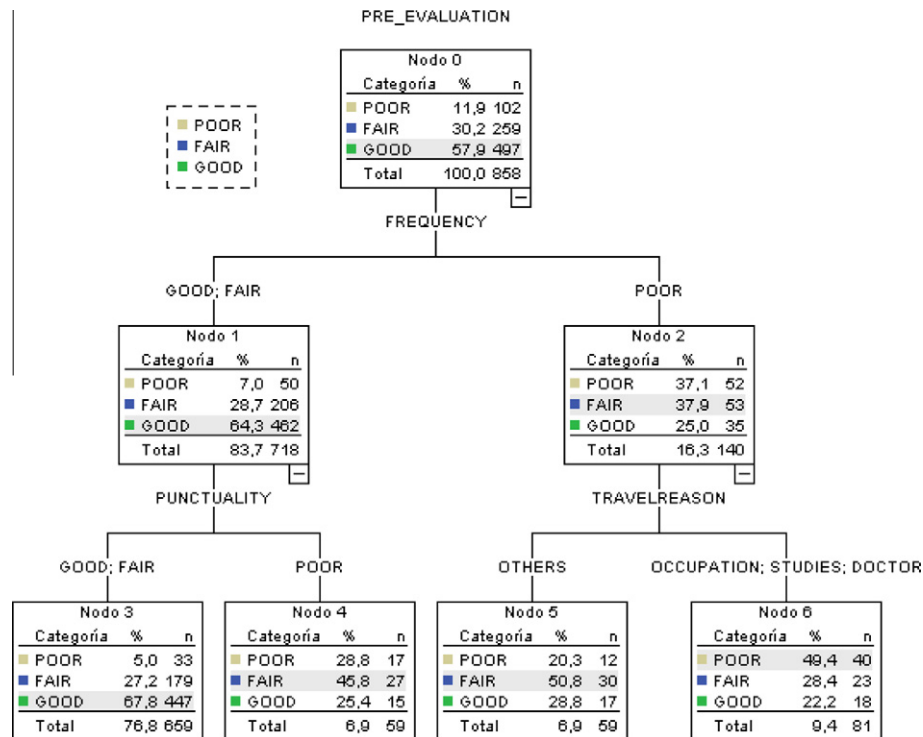 PRE_EVALUATION
Nodo 0
Categoría % n
POOR 11,9 102
FAIR 30,2 259
GOOD 57,9 497
Total 100,0 858
POOR
FAIR
GOOD
FREQUENCY
GOOD; FAIR
POOR
Nodo 1
Categoría % n
POOR 7,0 50
FAIR 28,7 206
GOOD 64,3 462
Total 83,7 718
Nodo 2
Categoría % n
POOR 37,1 52
FAIR 37,9 53
GOOD 25,0 35
Total 16,3 140
PUNCTUALITY
TRAVELREASON
GOOD; FAIR
POOR
OTHERS
OCCUPATION; STUDIES; DOCTOR
Nodo 3
Categoría % n
POOR 5,0 33
FAIR 27,2 179
GOOD 67,8 447
Total 76,8 659
Nodo 4
Categoría % n
POOR 28,8 17
FAIR 45,8 27
GOOD 25,4 15
Total 6,9 59
Nodo 5
Categoría % n
POOR 20,3 12
FAIR 50,8 30
GOOD 28,8 17
Total 6,9 59
Nodo 6
Categoría % n
POOR 49,4 40
FAIR 28,4 23
GOOD 22,2 18
Total 9,4 81